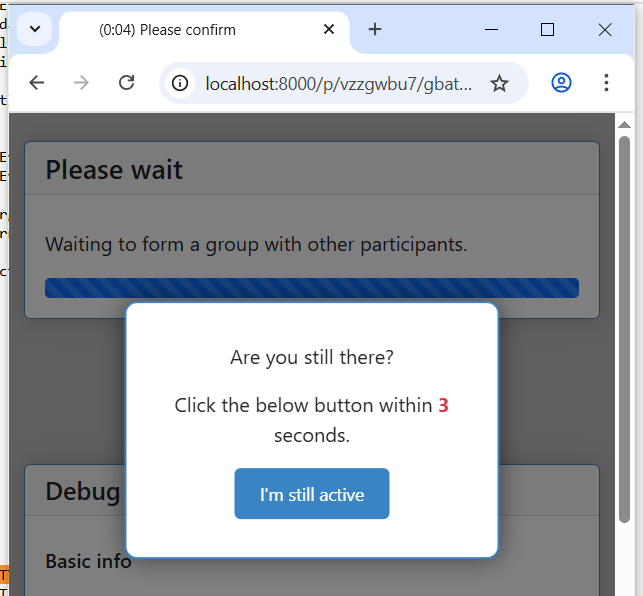 (0:04) Please confirm
localhost:8000/p/vzzgwbu7/gbat...
Please wait
Waiting to form a group with other participants.
Are you still there?
Click the below button within 3
seconds.
I'm still active
Debug
Basic info